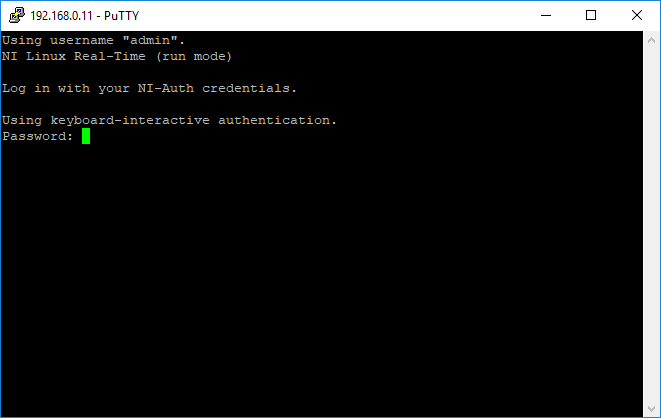 192.168.0.11 - PuTTY
Using username "admin".
NI Linux Real-Time (run mode)
Log in with your NI-Auth credentials.
Using keyboard-interactive authentication.
Password: